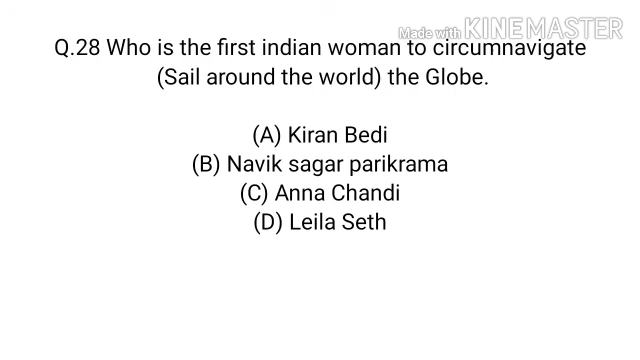 Made with KINEMASTER
Q.28 Who is the first indian woman to circumnavigate
(Sail around the world) the Globe.
(A) Kiran Bedi
(B) Navik sagar parikrama
(C) Anna Chandi
(D) Leila Seth